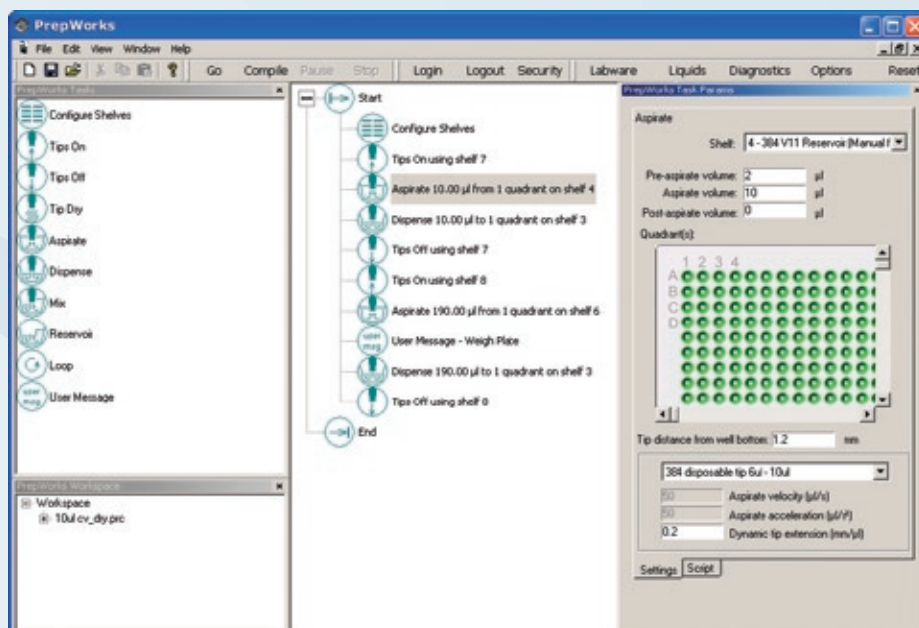 PrepWorks
File Edit View Window Help
Go Compile Pause Stop Login Logout Security Labware Liquids Diagnostics Options Reset
PrepWorks Tasks
Configure Shelves
Tips On
Tips Off
Tip Dry
Aspirate
Dispense
Mix
Reservoir
Loop
user msg User Message
PrepWorks Workspace
Workspace
10ul cv_dry.prc
Start
Configure Shelves
Tips On using shelf 7
Aspirate 10.00 µl from 1 quadrant on shelf 4
Dispense 10.00 µl to 1 quadrant on shelf 3
Tips Off using shelf 7
Tips On using shelf 8
Aspirate 190.00 µl from 1 quadrant on shelf 6
user msg User Message - Weigh Plate
Dispense 190.00 µl to 1 quadrant on shelf 3
Tips Off using shelf
End
PrepWorks Task Params
Aspirate
Shelf: 4 - 384 V11 Reservoir (Manual f
Pre-aspirate volume: 2 µl
Aspirate volume: 10 µl
Post-aspirate volume: 0 µl
Quadrant(s):
1 2 3 4
A
B
C
D
Tip distance from well bottom: 1.2 mm
384 disposable tip 6ul - 10ul
50 Aspirate velocity (µl/s)
50 Aspirate acceleration
0.2 Dynamic tip extension (mm/µl)
Settings Script